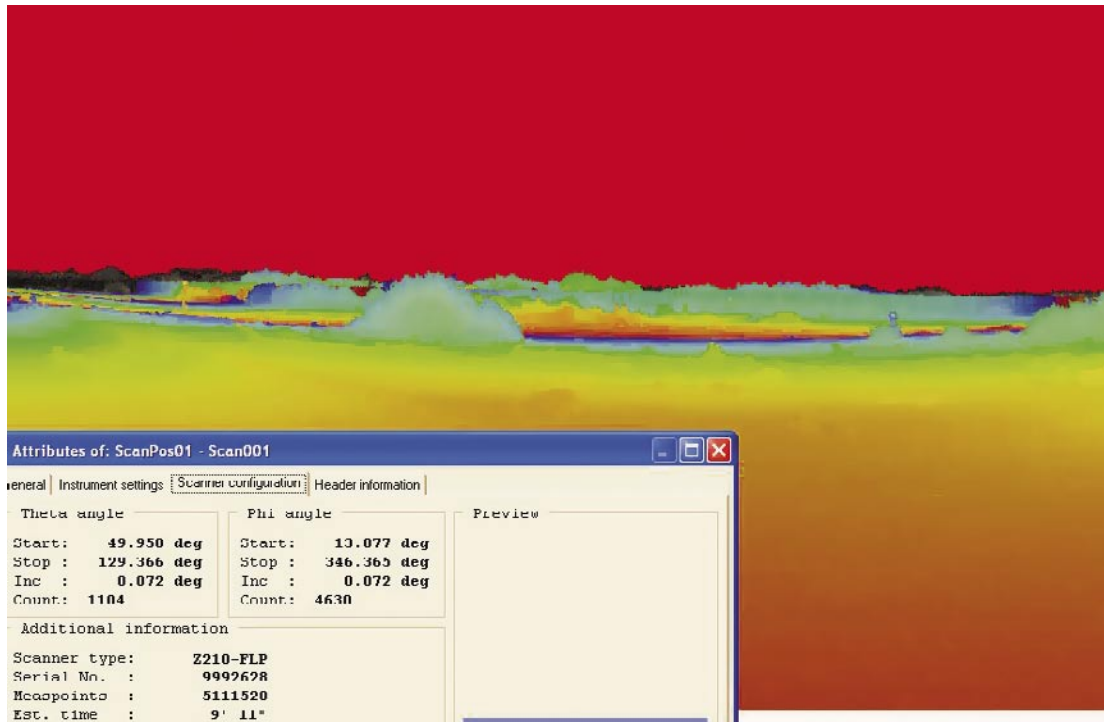 Attributes of: ScanPos01 - Scan001
eneral Instrument settings Scanner configuration Header information
Theta angle Phi angle Preview
Start: 49.950 deg Start: 13.077 deg
Stop : 129.366 deg Stop : 346.365 deg
Inc : 0.072 deg Inc : 0.072 deg
Count: 1104 Count: 4630
Additional information
Scanner type: Z210-FLP
Serial No. : 9992628
Measpoints : 5111520
Est. time : 9' 11"